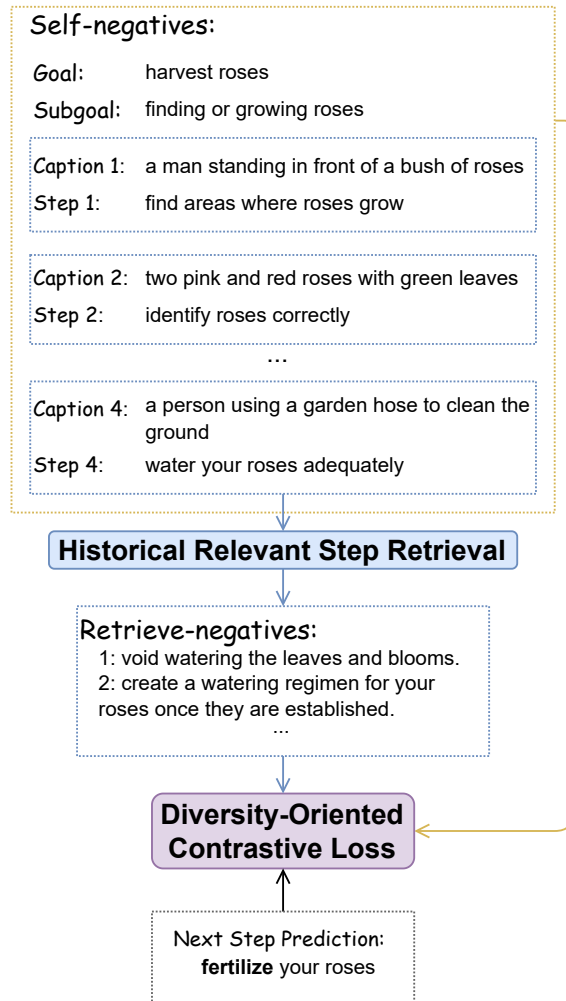 Self-negatives:
Goal: harvest roses
Subgoal: finding or growing roses
Caption 1: a man standing in front of a bush of roses
Step 1: find areas where roses grow
Caption 2: two pink and red roses with green leaves
Step 2: identify roses correctly
...
Caption 4: a person using a garden hose to clean the
ground
Step 4: water your roses adequately
Historical Relevant Step Retrieval
Retrieve-negatives:
1: void watering the leaves and blooms.
2: create a watering regimen for your
roses once they are established.
...
Diversity-Oriented
Contrastive Loss
Next Step Prediction:
fertilize your roses